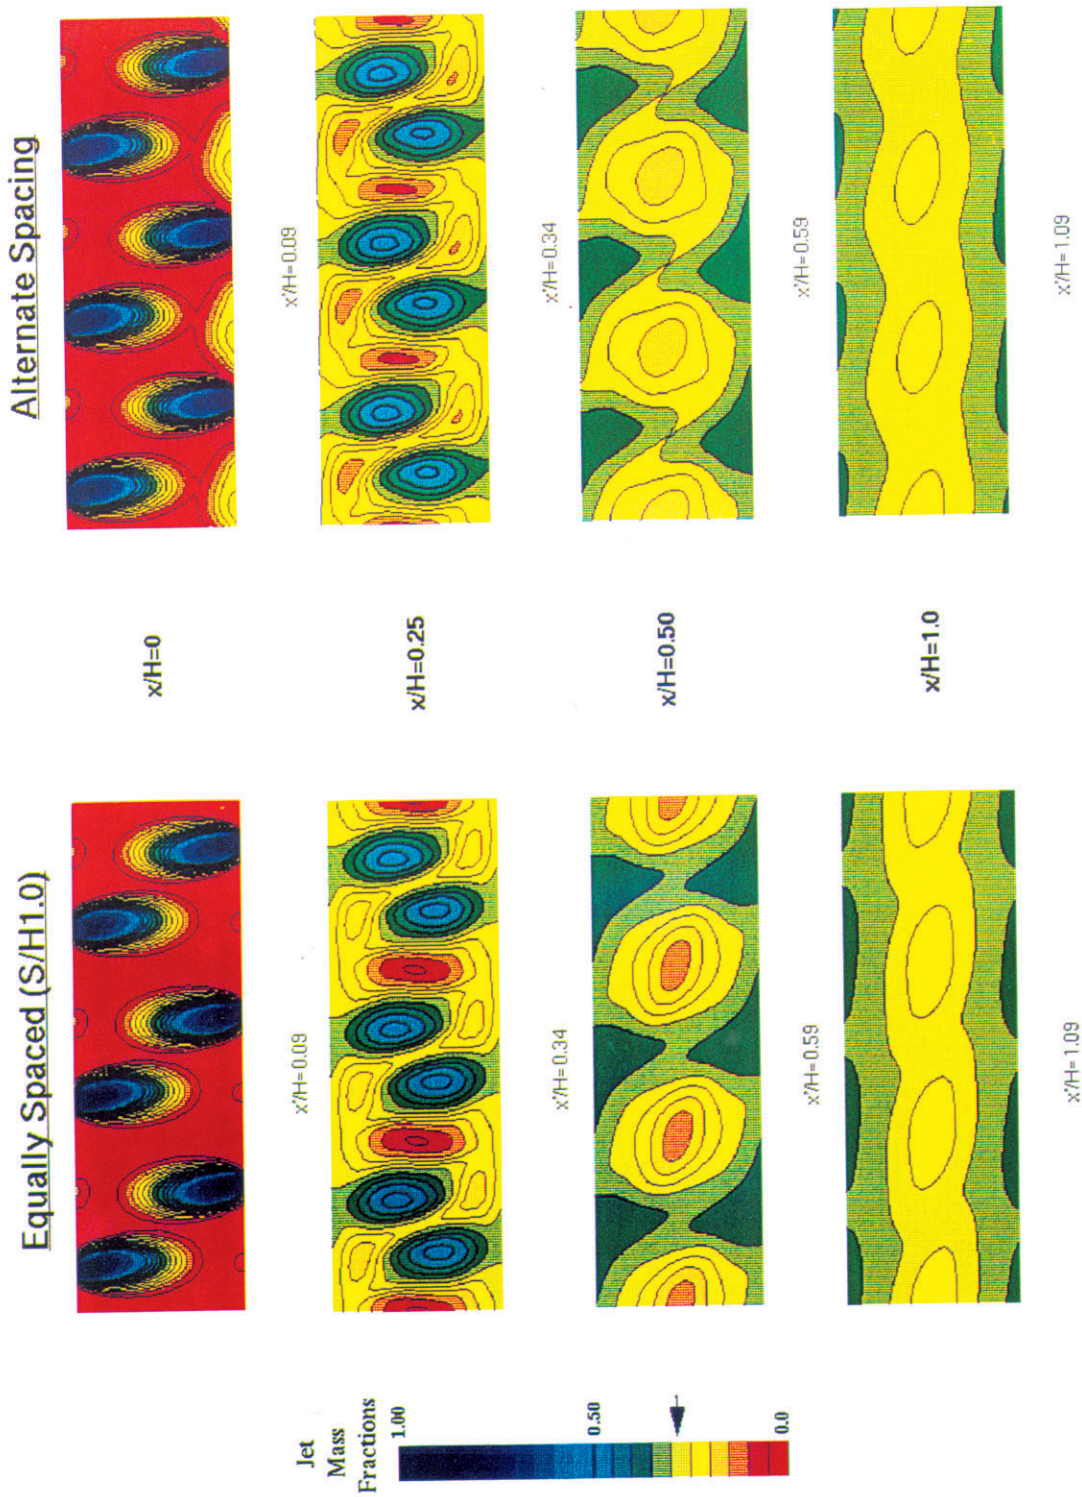 Equally Spaced (S/H1.0)
Alternate Spacing
x/H=0
x'/H=0.09
x'/H=0.09
x/H=0.25
x'/H=0.34
x'/H=0.34
x/H=0.50
x'/H=0.59
x'/H=0.59
x/H=1.0
x'/H=1.09
x'/H=1.09
Jet
Mass
Fractions
1.00
0.50
0.0